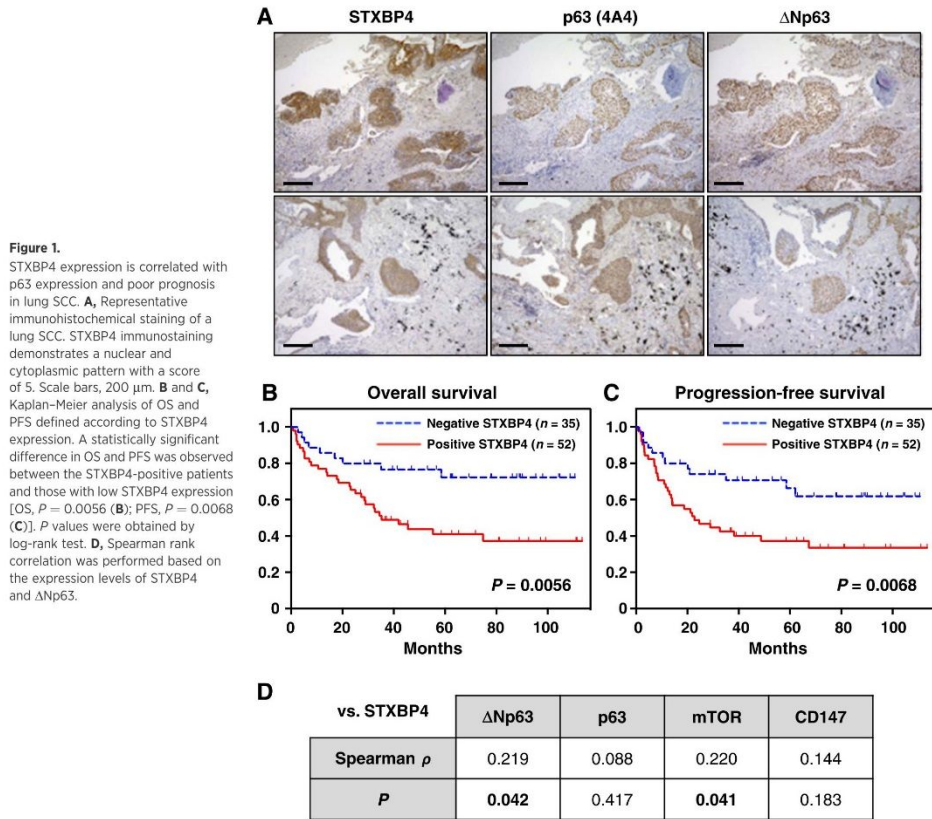 Figure 1.
STXBP4 expression is correlated with
p63 expression and poor prognosis
in lung SCC. A, Representative
immunohistochemical staining of a
lung SCC. STXBP4 immunostaining
demonstrates a nuclear and
cytoplasmic pattern with a score
of 5. Scale bars, 200 μm. B and C,
Kaplan–Meier analysis of OS and
PFS defined according to STXBP4
expression. A statistically significant
difference in OS and PFS was observed
between the STXBP4-positive patients
and those with low STXBP4 expression
[OS, P = 0.0056 (B); PFS, P = 0.0068
(C)]. P values were obtained by
log-rank test. D, Spearman rank
correlation was performed based on
the expression levels of STXBP4
and ΔNp63.
A
STXBP4 p63 (4A4) ΔNp63
B
Overall survival
Negative STXBP4 (n = 35)
Positive STXBP4 (n = 52)
1
0.8
0.6
0.4
0.2
P = 0.0056
0 20 40 60 80 100
Months
C
Progression-free survival
Negative STXBP4 (n = 35)
Positive STXBP4 (n = 52)
1
0.8
0.6
0.4
0.2
P = 0.0068
0 20 40 60 80 100
Months
D
vs. STXBP4 ΔNp63 p63 mTOR CD147
Spearman ρ 0.219 0.088 0.220 0.144
P 0.042 0.417 0.041 0.183